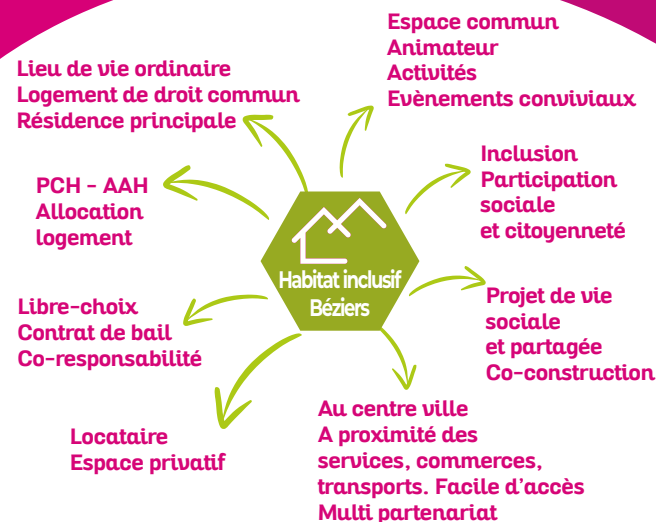 Espace commun
Animateur
Activités
Evènements conviviaux
Lieu de vie ordinaire
Logement de droit commun
Résidence principale
Inclusion
Participation
sociale
et citoyenneté
PCH - AAH
Allocation
logement
Habitat inclusif
Béziers
Projet de vie
sociale
et partagée
Co-construction
Libre-choix
Contrat de bail
Co-responsabilité
Au centre ville
A proximité des
services, commerces,
transports. Facile d'accès
Multi partenariat
Locataire
Espace privatif